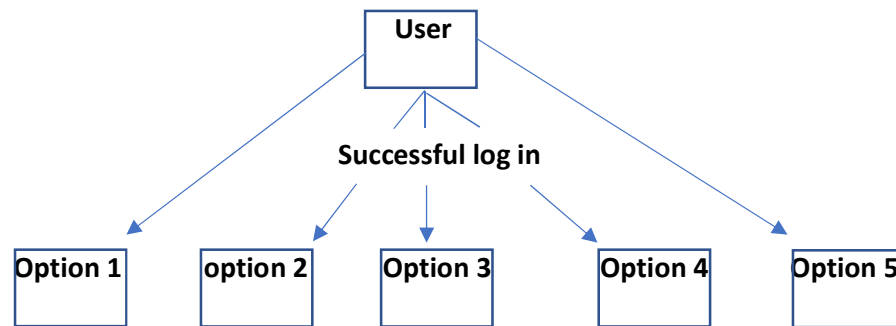 User
Successful log in
Option 1
option 2
Option 3
Option 4
Option 5